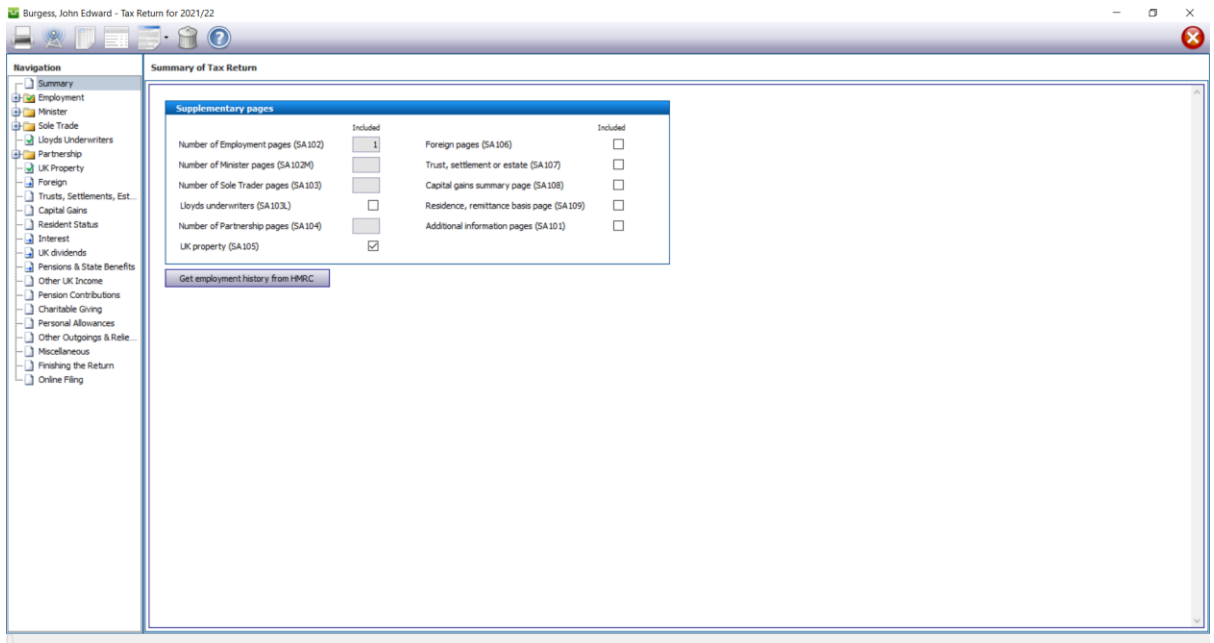 Burgess, John Edward - Tax Return for 2021/22
Navigation
Summary
Employment
Minister
Sole Trade
Lloyds Underwriters
Partnership
UK Property
Foreign
Trusts, Settlements, Est...
Capital Gains
Resident Status
Interest
UK dividends
Pensions & State Benefits
Other UK Income
Pension Contributions
Charitable Giving
Personal Allowances
Other Outgoings & Relie...
Miscellaneous
Finishing the Return
Online Filing
Summary of Tax Return
Supplementary pages
Included Included
Number of Employment pages (SA102) 1 Foreign pages (SA106)
Number of Minister pages (SA102M) Trust, settlement or estate (SA107)
Number of Sole Trader pages (SA103) Capital gains summary page (SA108)
Lloyds underwriters (SA103L) Residence, remittance basis page (SA109)
Number of Partnership pages (SA104) Additional information pages (SA101)
UK property (SA105)
Get employment history from HMRC